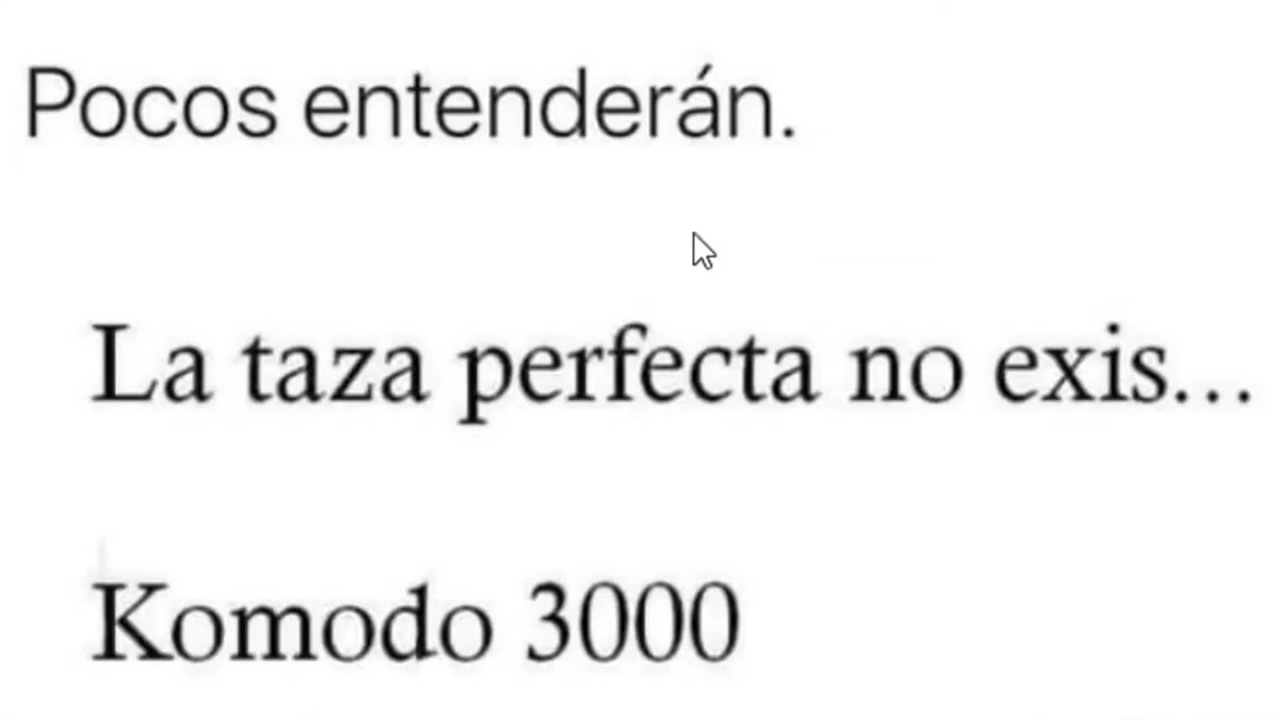 Pocos entenderán.
La taza perfecta no exis...
Komodo 3000